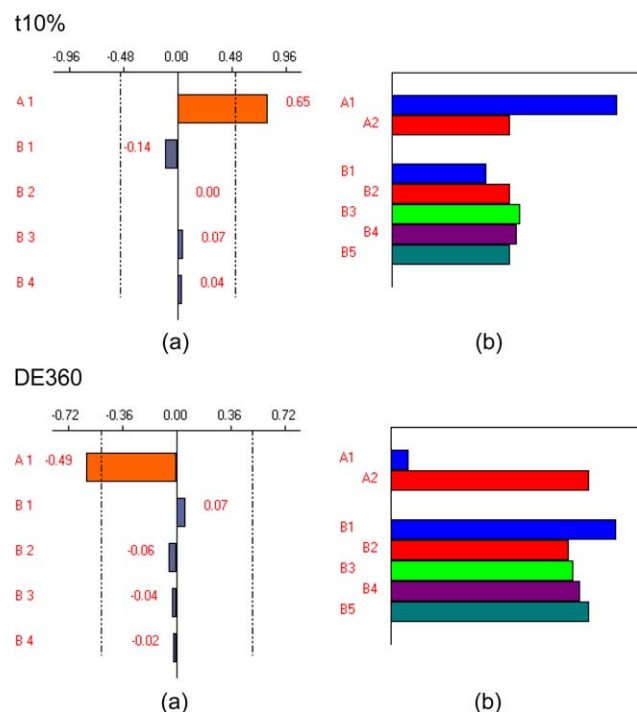 t10%
-0.96 -0.48 0.00 0.48 0.96
A 1 0.65
B 1 -0.14
B 2 0.00
B 3 0.07
B 4 0.04
(a)
A1
A2
B1
B2
B3
B4
B5
(b)
DE360
-0.72 -0.36 0.00 0.36 0.72
A 1 -0.49
B 1 0.07
B 2 -0.06
B 3 -0.04
B 4 -0.02
(a)
A1
A2
B1
B2
B3
B4
B5
(b)